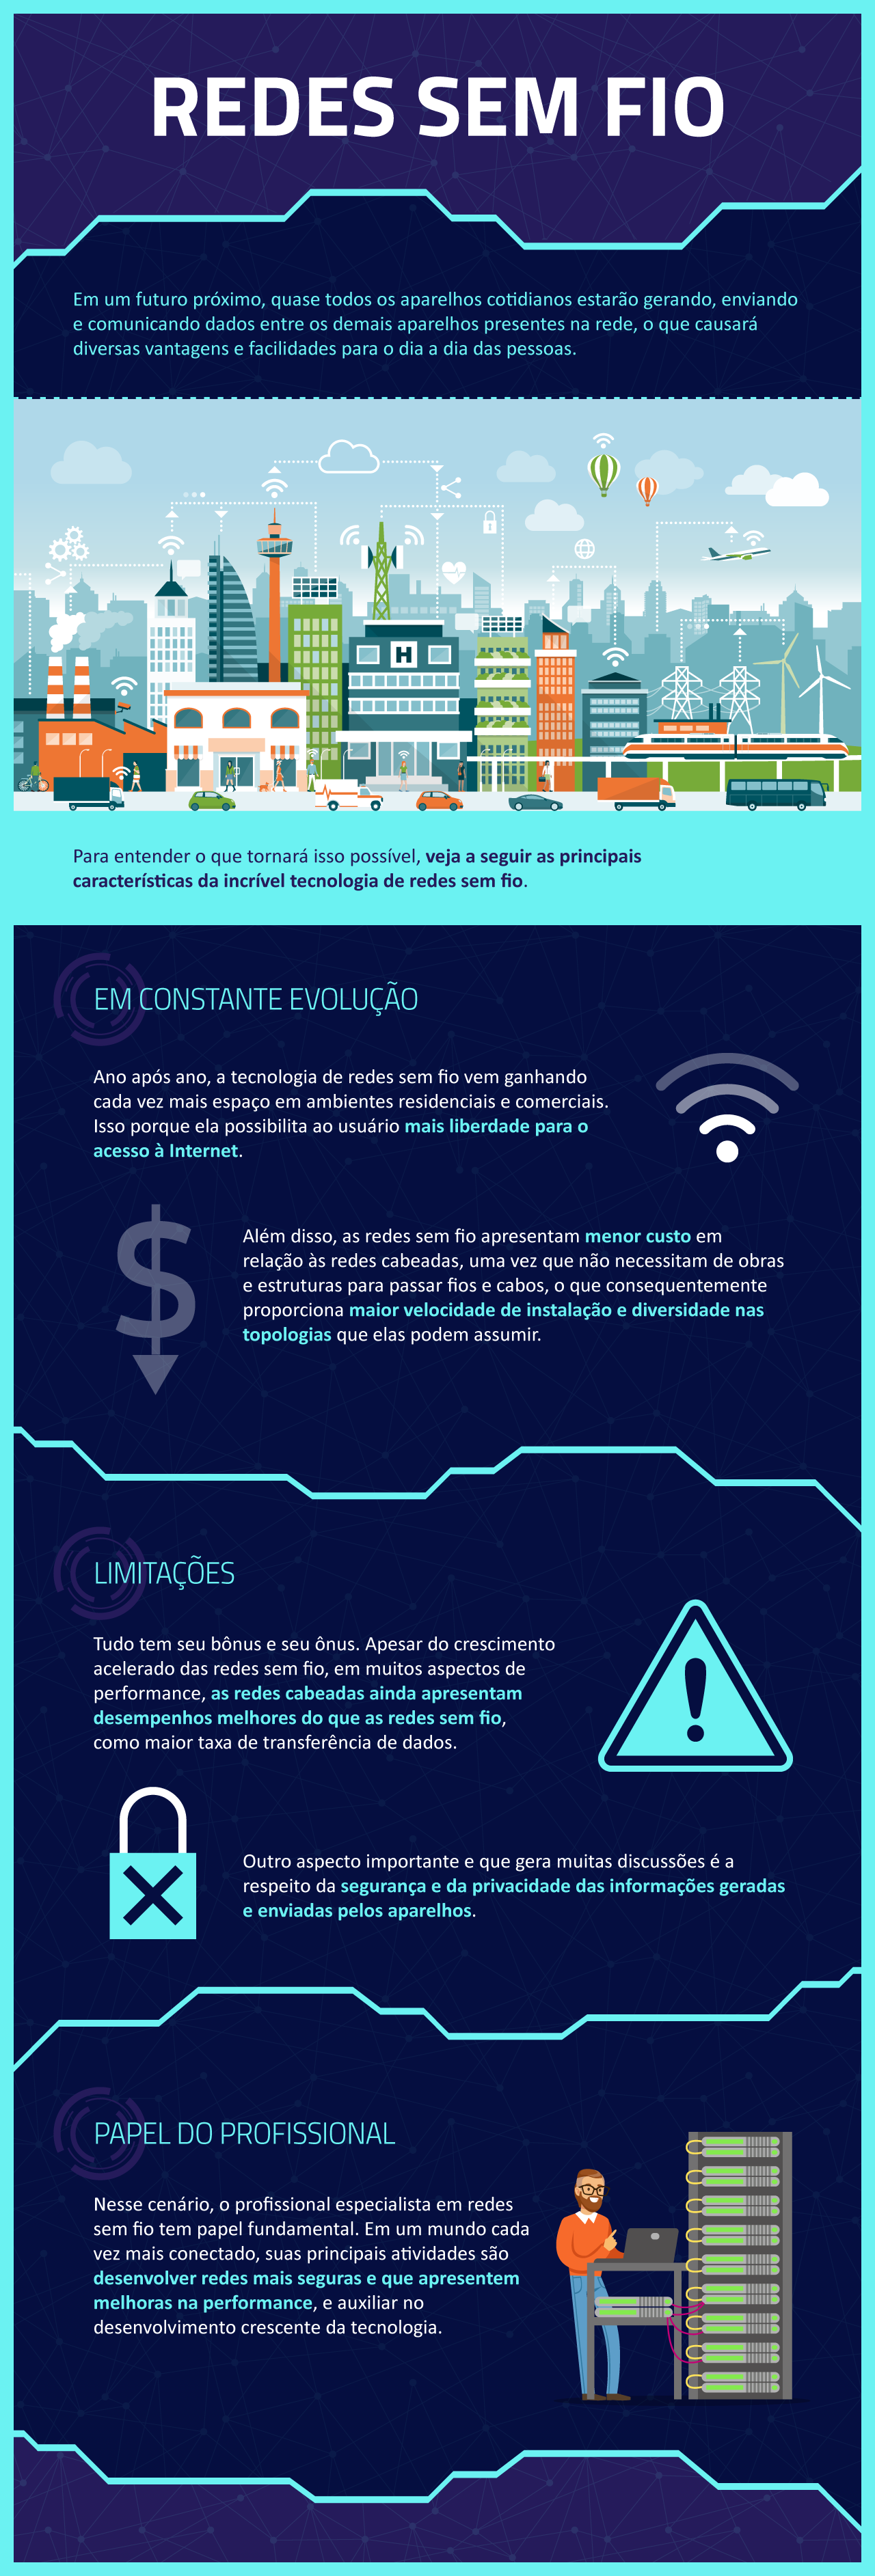 REDES SEM FIO
Em um futuro próximo, quase todos os aparelhos cotidianos estarão gerando, enviando
e comunicando dados entre os demais aparelhos presentes na rede, o que causará
diversas vantagens e facilidades para o dia a dia das pessoas.
H
Para entender o que tornará isso possível, veja a seguir as principais
características da incrível tecnologia de redes sem fio.
EM CONSTANTE EVOLUÇÃO
Ano após ano, a tecnologia de redes sem fio vem ganhando
cada vez mais espaço em ambientes residenciais e comerciais.
Isso porque ela possibilita ao usuário mais liberdade para o
acesso à Internet.
$
Além disso, as redes sem fio apresentam menor custo em
relação às redes cabeadas, uma vez que não necessitam de obras
e estruturas para passar fios e cabos, o que consequentemente
proporciona maior velocidade de instalação e diversidade nas
topologias que elas podem assumir.
LIMITAÇÕES
Tudo tem seu bônus e seu ônus. Apesar do crescimento
acelerado das redes sem fio, em muitos aspectos de
performance, as redes cabeadas ainda apresentam
desempenhos melhores do que as redes sem fio,
como maior taxa de transferência de dados.
!
Outro aspecto importante e que gera muitas discussões é a
respeito da segurança e da privacidade das informações geradas
e enviadas pelos aparelhos.
PAPEL DO PROFISSIONAL
Nesse cenário, o profissional especialista em redes
sem fio tem papel fundamental. Em um mundo cada
vez mais conectado, suas principais atividades são
desenvolver redes mais seguras e que apresentem
melhoras na performance, e auxiliar no
desenvolvimento crescente da tecnologia.